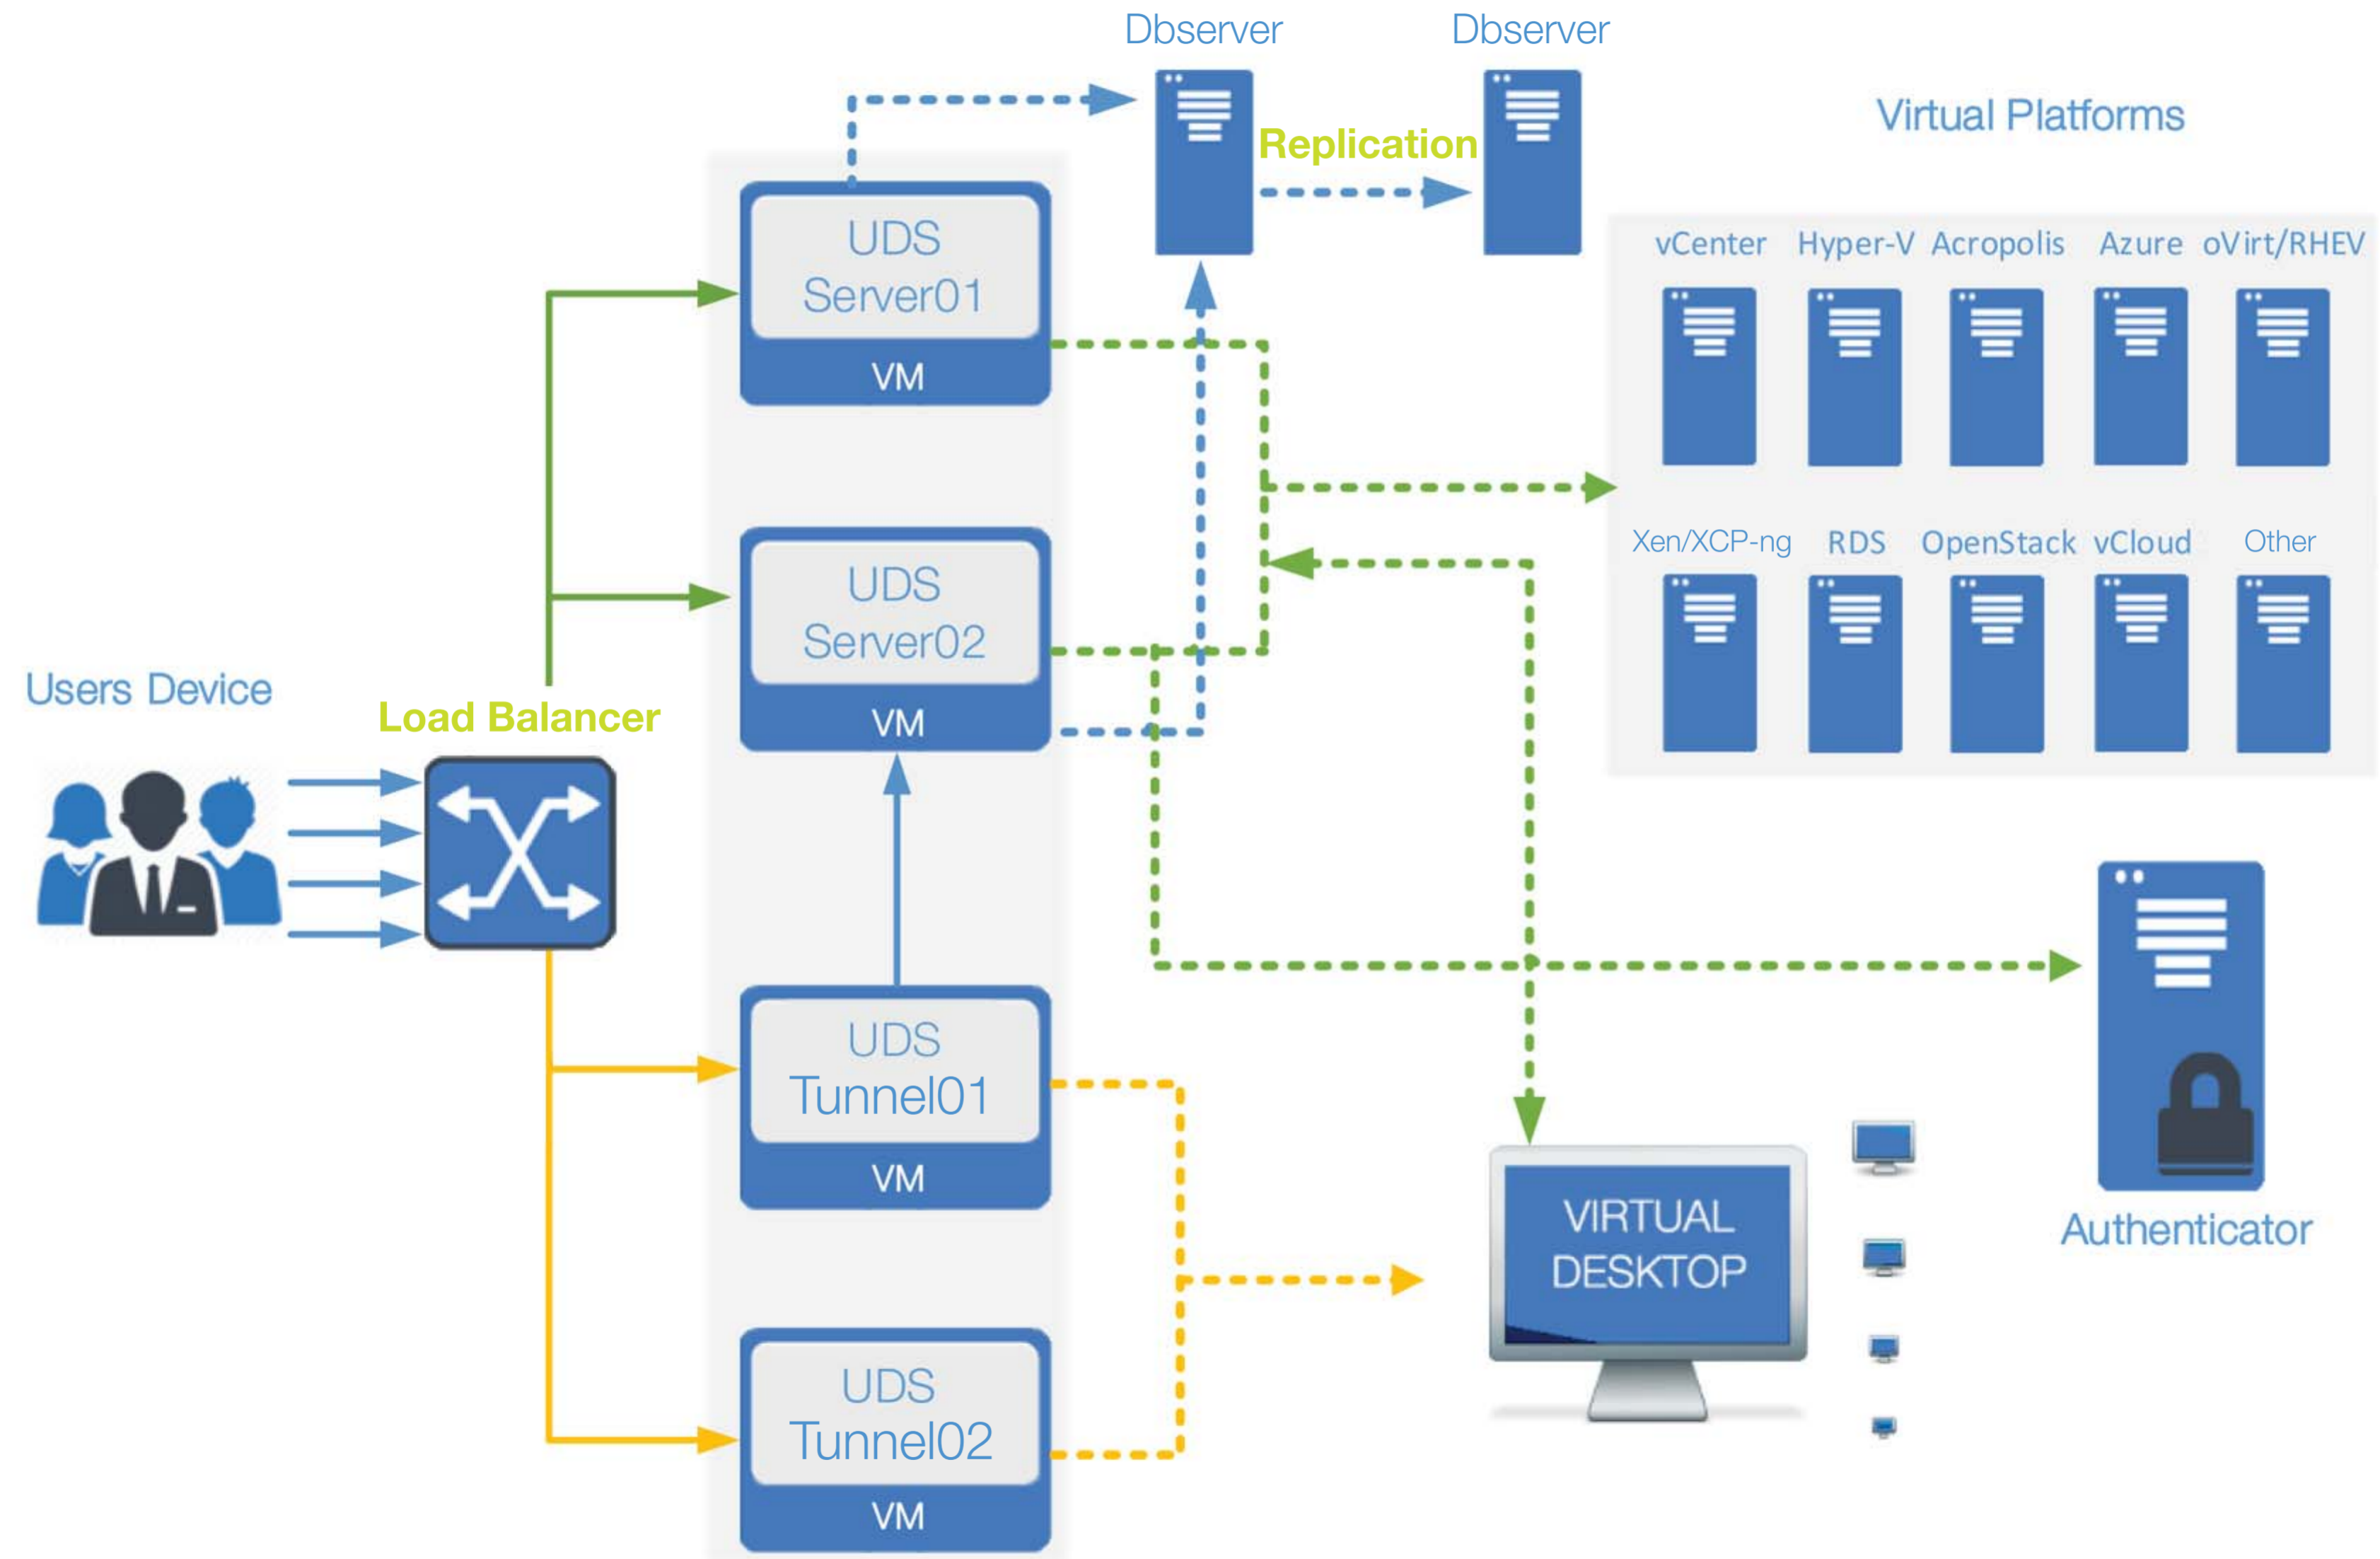 Dbserver
Dbserver
Replication
Virtual Platforms
UDS
Server01
VM
vCenter
Hyper-V
Acropolis
Azure
oVirt/RHEV
Xen/XCP-ng
RDS
OpenStack
vCloud
Other
UDS
Server02
VM
Users Device
Load Balancer
UDS
Tunnel01
VM
VIRTUAL
DESKTOP
Authenticator
UDS
Tunnel02
VM